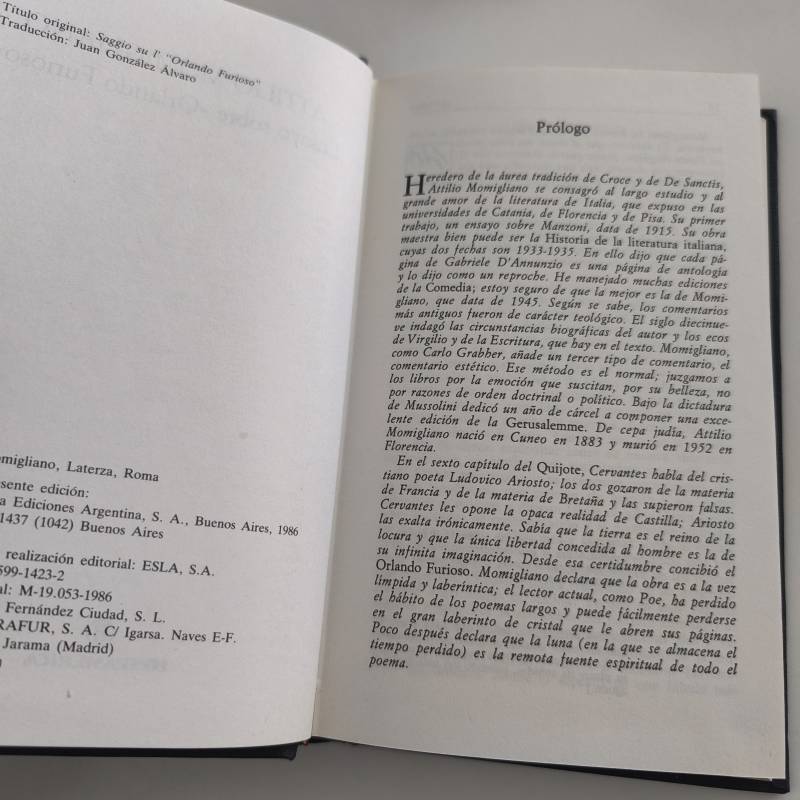 Título original: Saggio su l' "Orlando Furioso"
Traducción: Juan González Álvaro
omigliano, Laterza, Roma
esente edición:
a Ediciones Argentina, S. A., Buenos Aires, 1986
1437 (1042) Buenos Aires
realización editorial: ESLA, S.A.
599-1423-2
al: M-19.053-1986
Fernández Ciudad, S. L.
RAFUR, S. A. C/ Igarsa. Naves E-F.
Jarama (Madrid)
Prólogo
Heredero de la áurea tradición de Croce y de De Sanctis,
Attilio Momigliano se consagró al largo estudio y al
grande amor de la literatura de Italia, que expuso en las
universidades de Catania, de Florencia y de Pisa. Su primer
trabajo, un ensayo sobre Manzoni, data de 1915. Su obra
maestra bien puede ser la Historia de la literatura italiana,
cuyas dos fechas son 1933-1935. En ello dijo que cada pá-
gina de Gabriele D'Annunzio es una página de antología
y lo dijo como un reproche. He manejado muchas ediciones
de la Comedia; estoy seguro de que la mejor es la de Momi-
gliano, que data de 1945. Según se sabe, los comentarios
más antiguos fueron de carácter teológico. El siglo diecinue-
ve indagó las circunstancias biográficas del autor y los ecos
de Virgilio y de la Escritura, que hay en el texto. Momigliano,
como Carlo Grabher, añade un tercer tipo de comentario, el
comentario estético. Ese método es el normal; juzgamos a
los libros por la emoción que suscitan, por su belleza, no
por razones de orden doctrinal o político. Bajo la dictadura
de Mussolini dedicó un año de cárcel a componer una exce-
lente edición de la Gerusalemme. De cepa judía, Attilio
Momigliano nació en Cuneo en 1883 y murió en 1952 en
Florencia.
En el sexto capítulo del Quijote, Cervantes habla del cris-
tiano poeta Ludovico Ariosto; los dos gozaron de la materia
de Francia y de la materia de Bretaña y las supieron falsas.
Cervantes les opone la opaca realidad de Castilla; Ariosto
las exalta irónicamente. Sabía que la tierra es el reino de la
locura y que la única libertad concedida al hombre es la de
su infinita imaginación. Desde esa certidumbre concibió el
Orlando Furioso. Momigliano declara que la obra es a la vez
límpida y laberíntica; el lector actual, como Poe, ha perdido
el hábito de los poemas largos y puede fácilmente perderse
en el gran laberinto de cristal que le abren sus páginas.
Poco después declara que la luna (en la que se almacena el
tiempo perdido) es la remota fuente espiritual de todo el
poema.